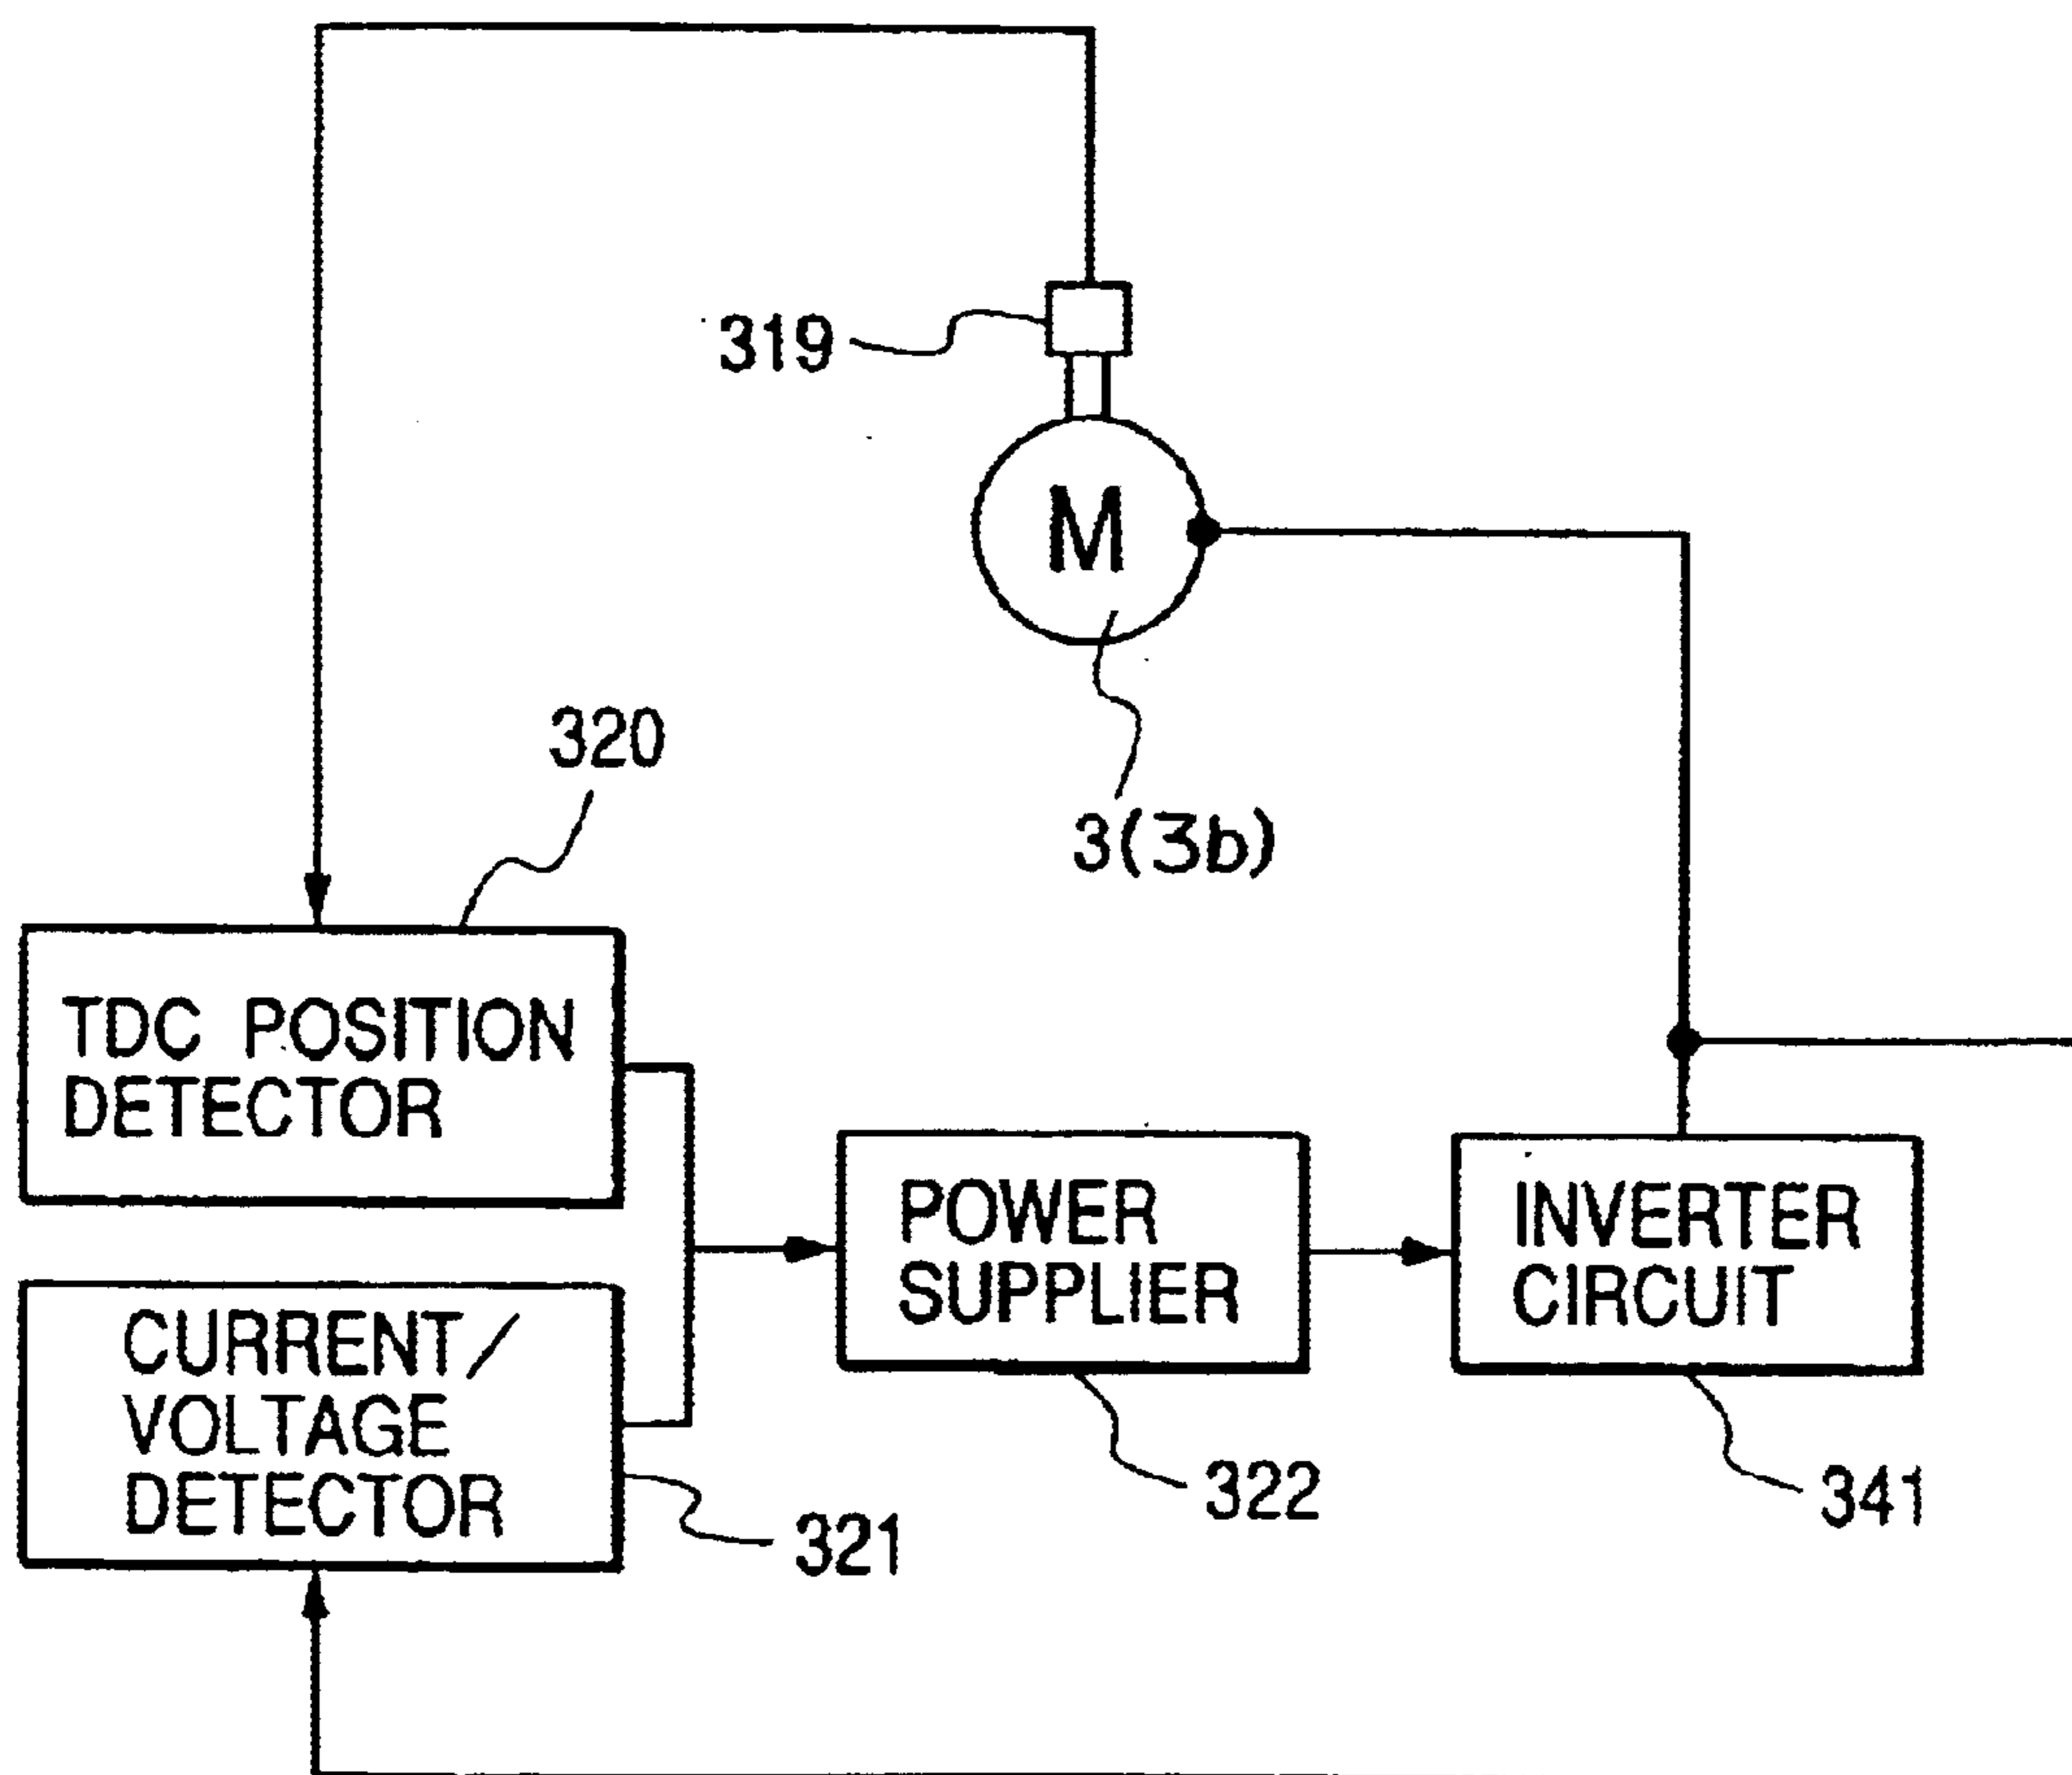 319
M
320
3(3b)
TDC POSITION
DETECTOR
POWER
SUPPLIER
INVERTER
CIRCUIT
CURRENT/
VOLTAGE
DETECTOR
322
341
321